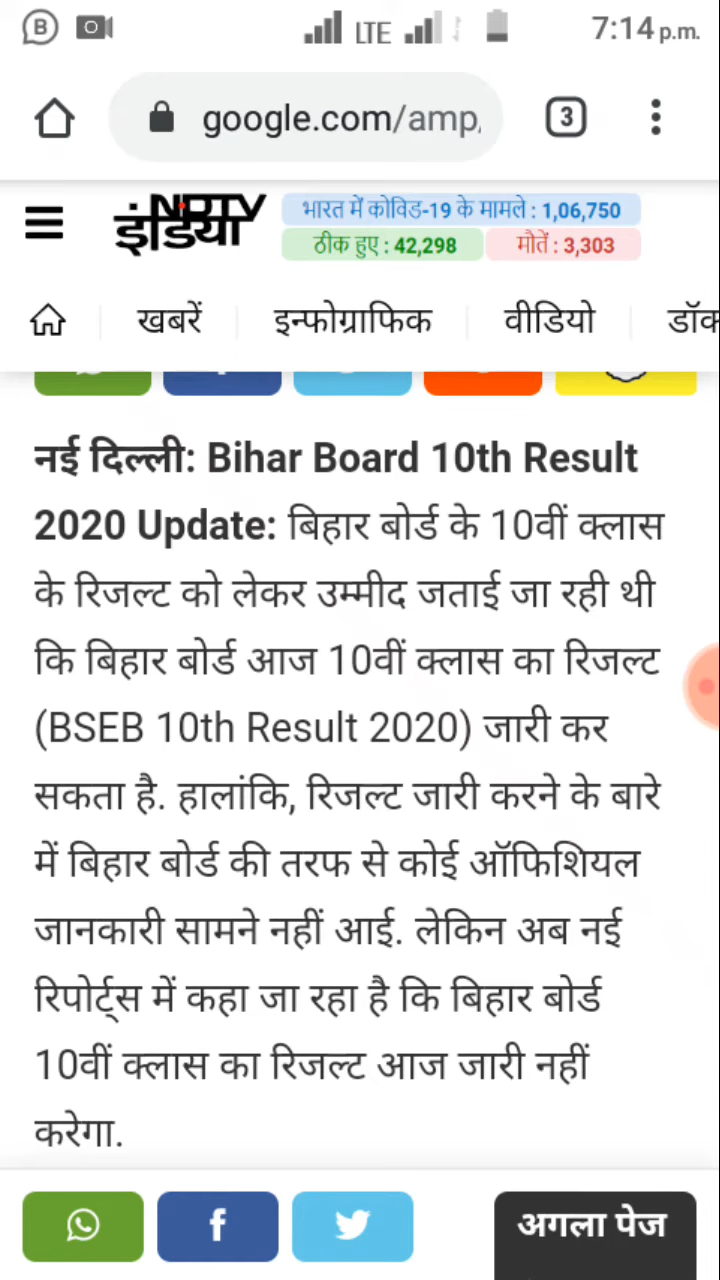 B
LTE
7:14 p.m.
google.com/amp
3
NDTV
इंडिया
भारत में कोविड-19 के मामले : 1,06,750
ठीक हुए : 42,298
मौतें : 3,303
खबरें
इन्फोग्राफिक
वीडियो
नई दिल्ली: Bihar Board 10th Result
2020 Update: बिहार बोर्ड के 10वीं क्लास
के रिजल्ट को लेकर उम्मीद जताई जा रही थी
कि बिहार बोर्ड आज 10वीं क्लास का रिजल्ट
(BSEB 10th Result 2020) जारी कर
सकता है. हालांकि, रिजल्ट जारी करने के बारे
में बिहार बोर्ड की तरफ से कोई ऑफिशियल
जानकारी सामने नहीं आई. लेकिन अब नई
रिपोर्ट्स में कहा जा रहा है कि बिहार बोर्ड
10वीं क्लास का रिजल्ट आज जारी नहीं
करेगा.
अगला पेज